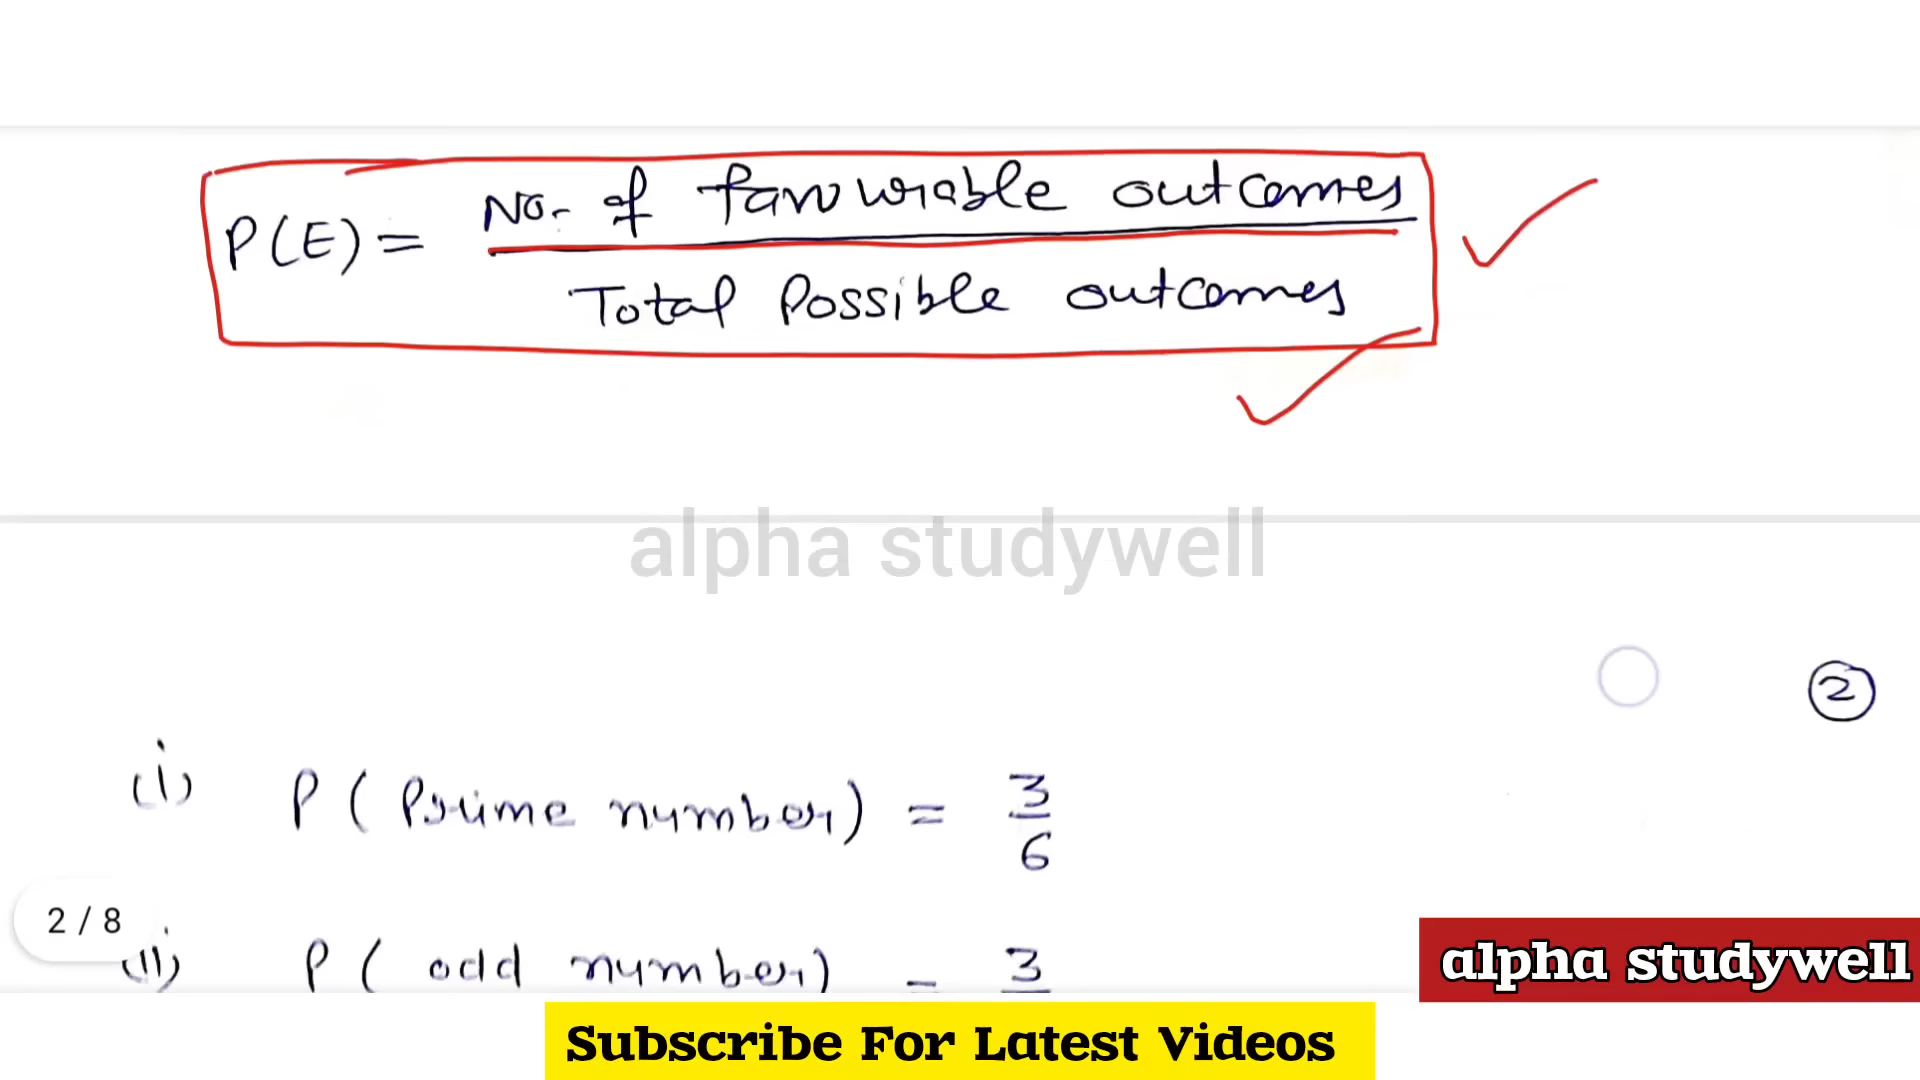 P(E) = No. of favourable outcomes
Total Possible outcomes
alpha studywell
2
(i) P ( Prime number) = 3/6
2 / 8
(ii) P ( odd number) = 3
alpha studywell
Subscribe For Latest Videos